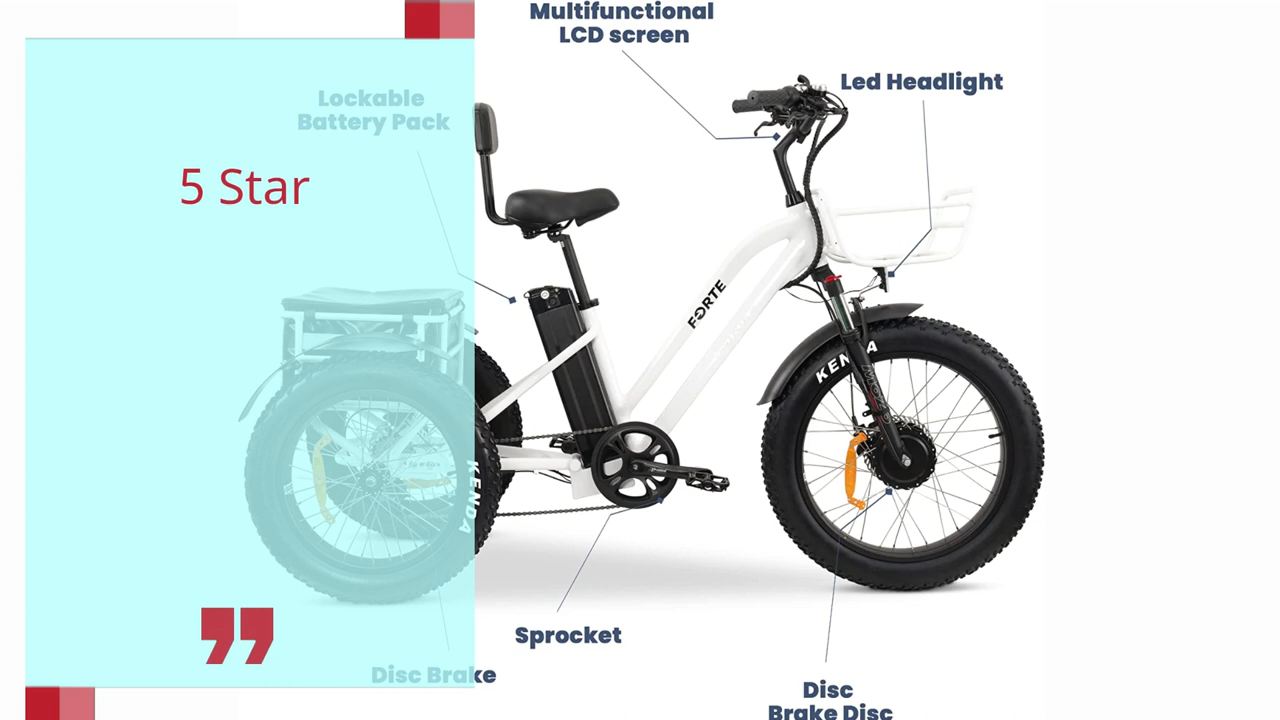 Multifunctional
LCD screen
Led Headlight
Lockable
Battery Pack
5 Star
FORTE
KENDA
KENDA
Sprocket
Disc Brake
Disc
Brake Disc